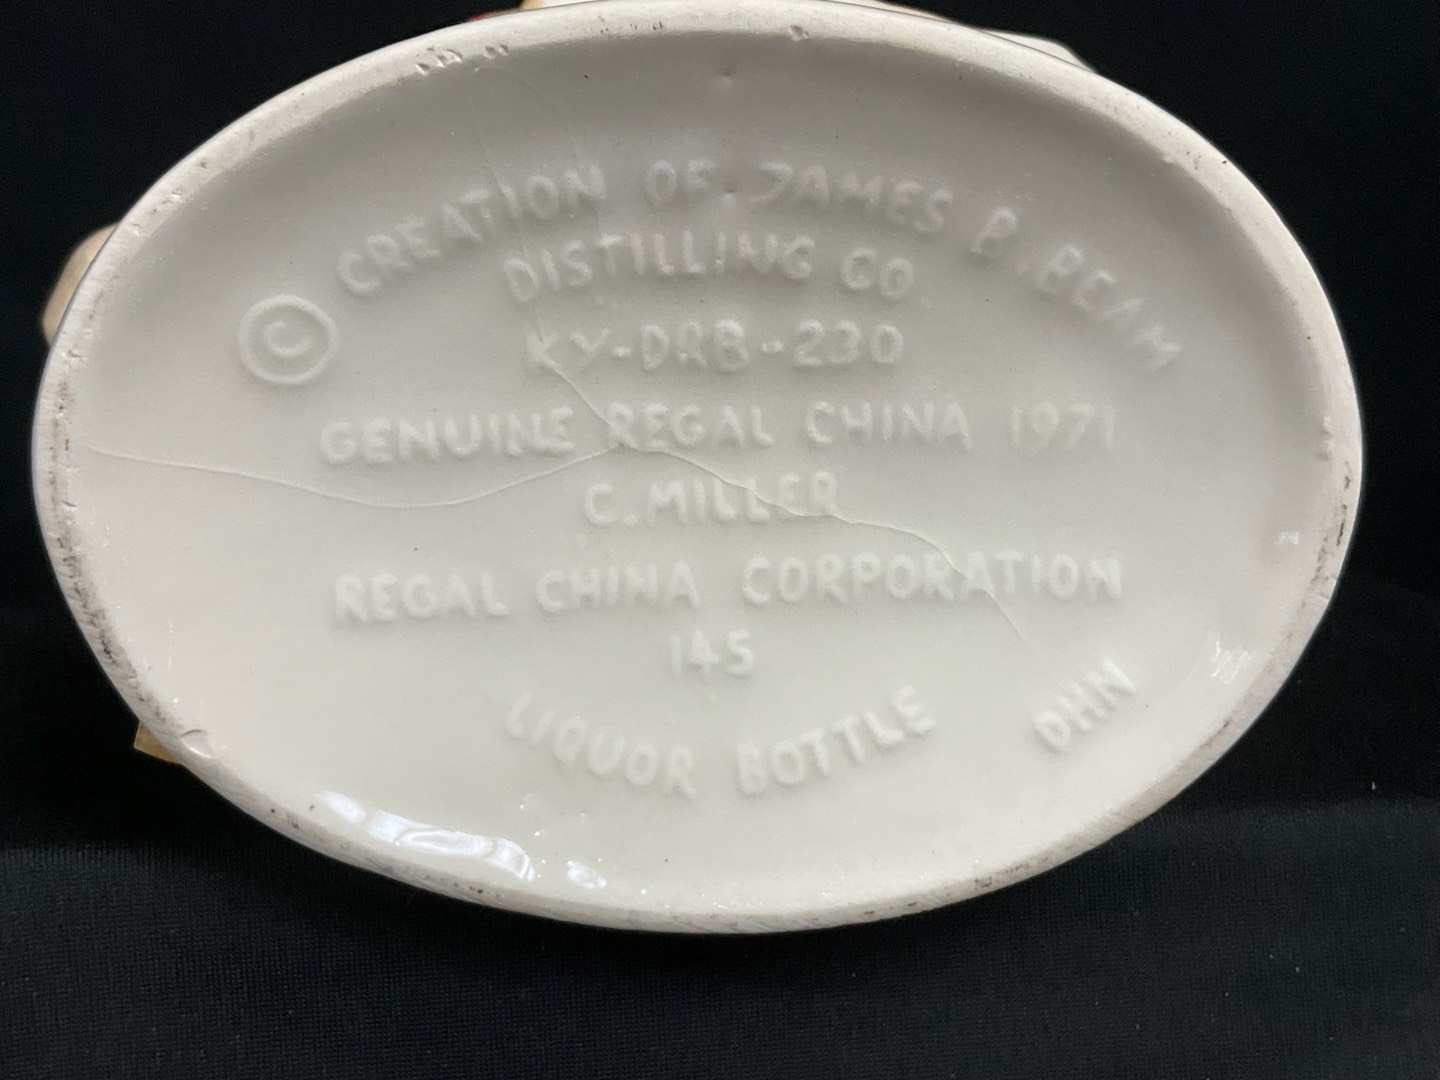 © CREATION OF JAMES B. BEAM
DISTILLING CO.
KY-DRB-230
GENUINE REGAL CHINA 1971
C. MILLER
REGAL CHINA CORPORATION
145
LIQUOR BOTTLE
DHN